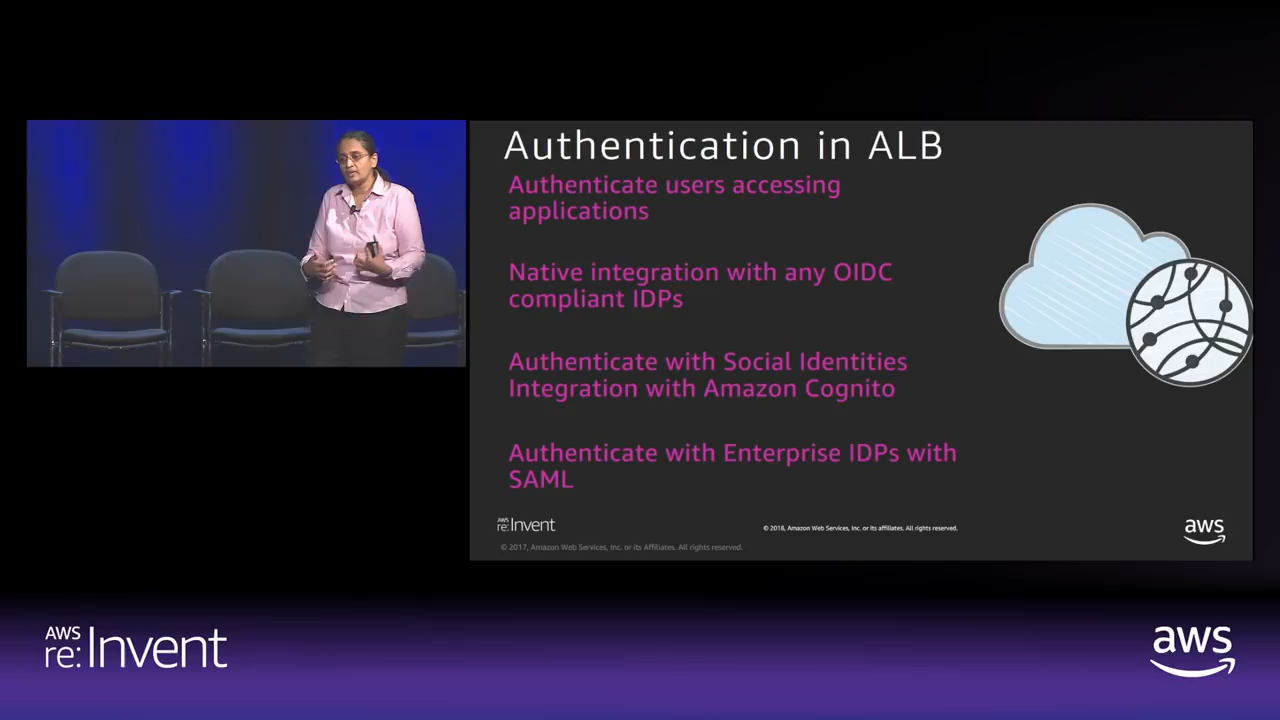 Authentication in ALB
Authenticate users accessing
applications
Native integration with any OIDC
compliant IDPs
Authenticate with Social Identities
Integration with Amazon Cognito
Authenticate with Enterprise IDPs with
SAML
AWS
re:Invent
© 2018, Amazon Web Services, Inc. or its affiliates. All rights reserved.
aws
© 2017, Amazon Web Services, Inc. or its Affiliates. All rights reserved.
AWS
re:Invent
aws